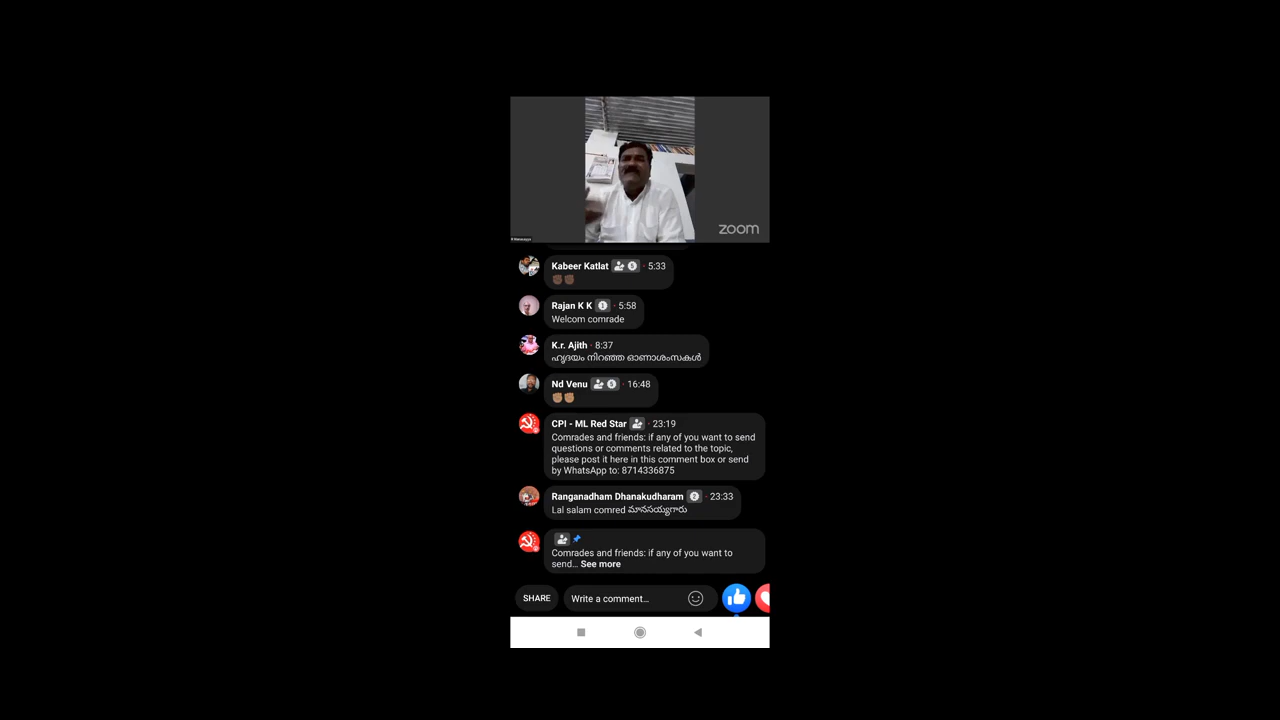 zoom
Kabeer Katlat · 5:33
✊🏾✊🏾
Rajan K K 1 · 5:58
Welcom comrade
K.r. Ajith · 8:37
ഹൃദയം നിറഞ്ഞ ഓണാശംസകൾ
Nd Venu · 16:48
✊🏽✊🏽
CPI - ML Red Star · 23:19
Comrades and friends: if any of you want to send
questions or comments related to the topic,
please post it here in this comment box or send
by WhatsApp to: 8714336875
Ranganadham Dhanakudharam 2 · 23:33
Lal salam comred మానసయ్యగారు
Comrades and friends: if any of you want to
send... See more
SHARE
Write a comment...